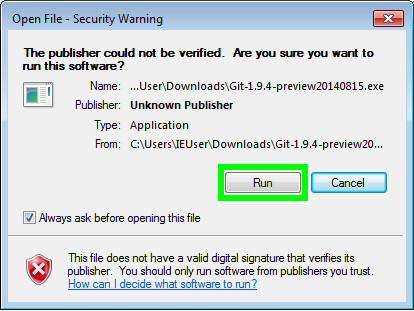 Open File - Security Warning
The publisher could not be verified. Are you sure you want to
run this software?
Name: ...User\Downloads\Git-1.9.4-preview20140815.exe
Publisher: Unknown Publisher
Type: Application
From: C:\Users\IEUser\Downloads\Git-1.9.4-preview20...
Run Cancel
Always ask before opening this file
This file does not have a valid digital signature that verifies its
publisher. You should only run software from publishers you trust.
How can I decide what software to run?